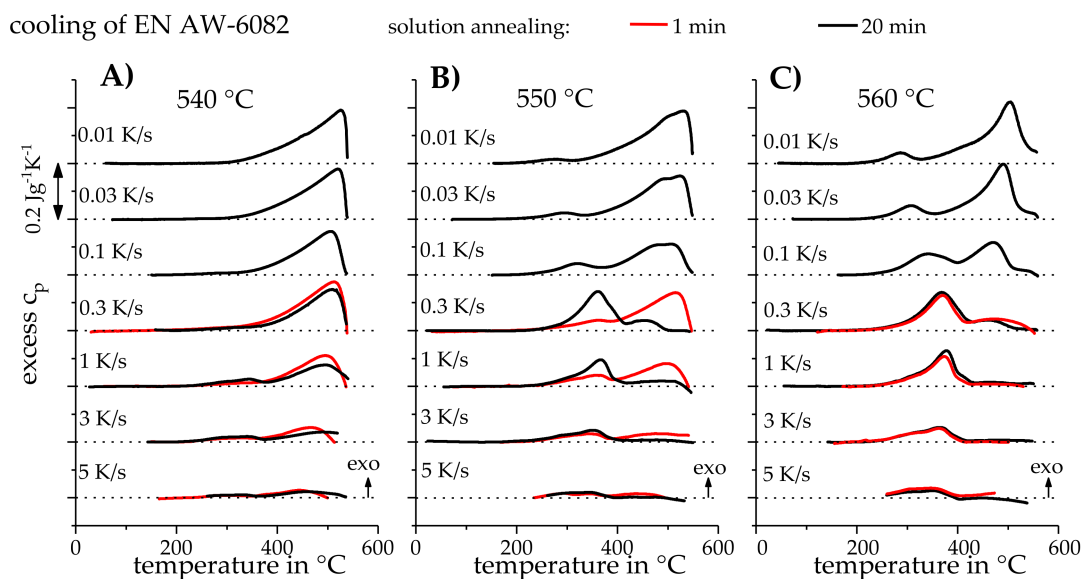 cooling of EN AW-6082 solution annealing: 1 min 20 min
A) B) C)
540 °C 550 °C 560 °C
0.01 K/s 0.01 K/s 0.01 K/s
0.2 Jg⁻¹K⁻¹
0.03 K/s 0.03 K/s 0.03 K/s
0.1 K/s 0.1 K/s 0.1 K/s
excess cₚ
0.3 K/s 0.3 K/s 0.3 K/s
1 K/s 1 K/s 1 K/s
3 K/s 3 K/s 3 K/s
5 K/s exo 5 K/s exo 5 K/s exo
0 200 400 600 0 200 400 600 0 200 400 600
temperature in °C temperature in °C temperature in °C